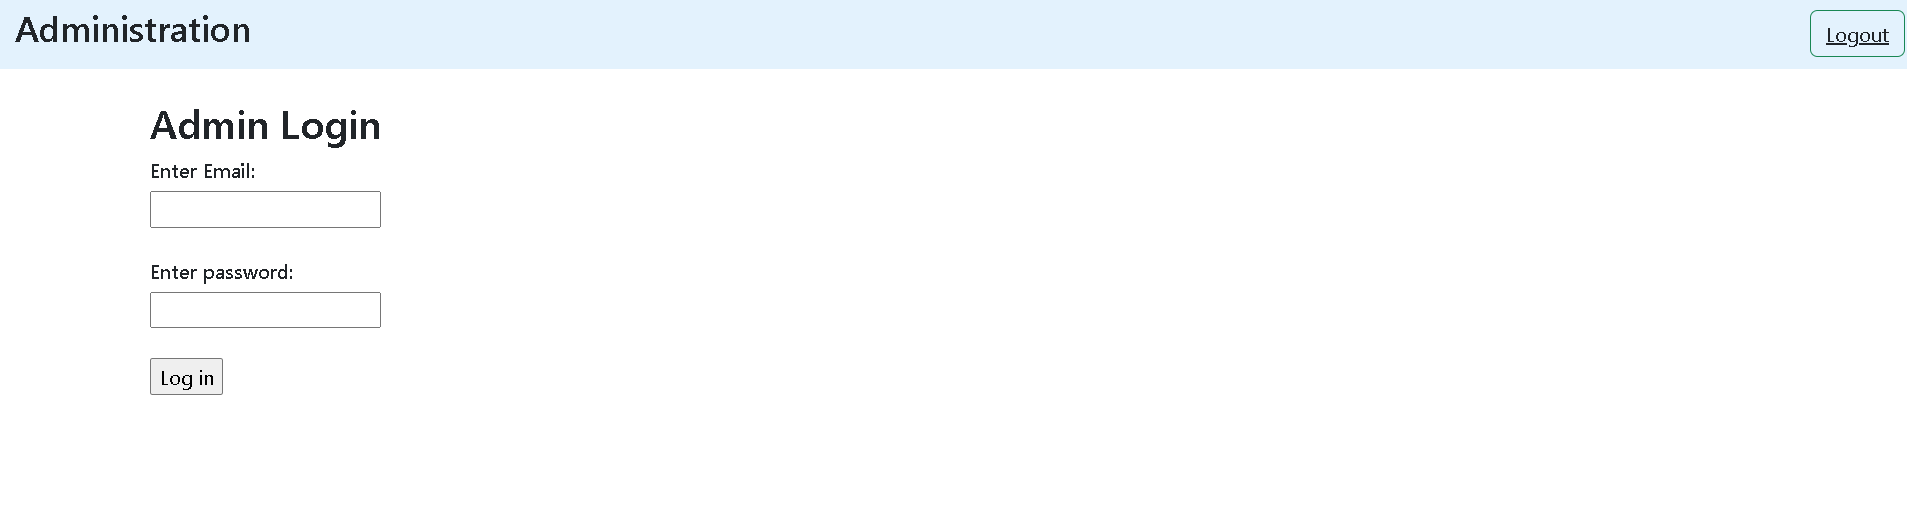 Administration
Logout
Admin Login
Enter Email:
Enter password:
Log in